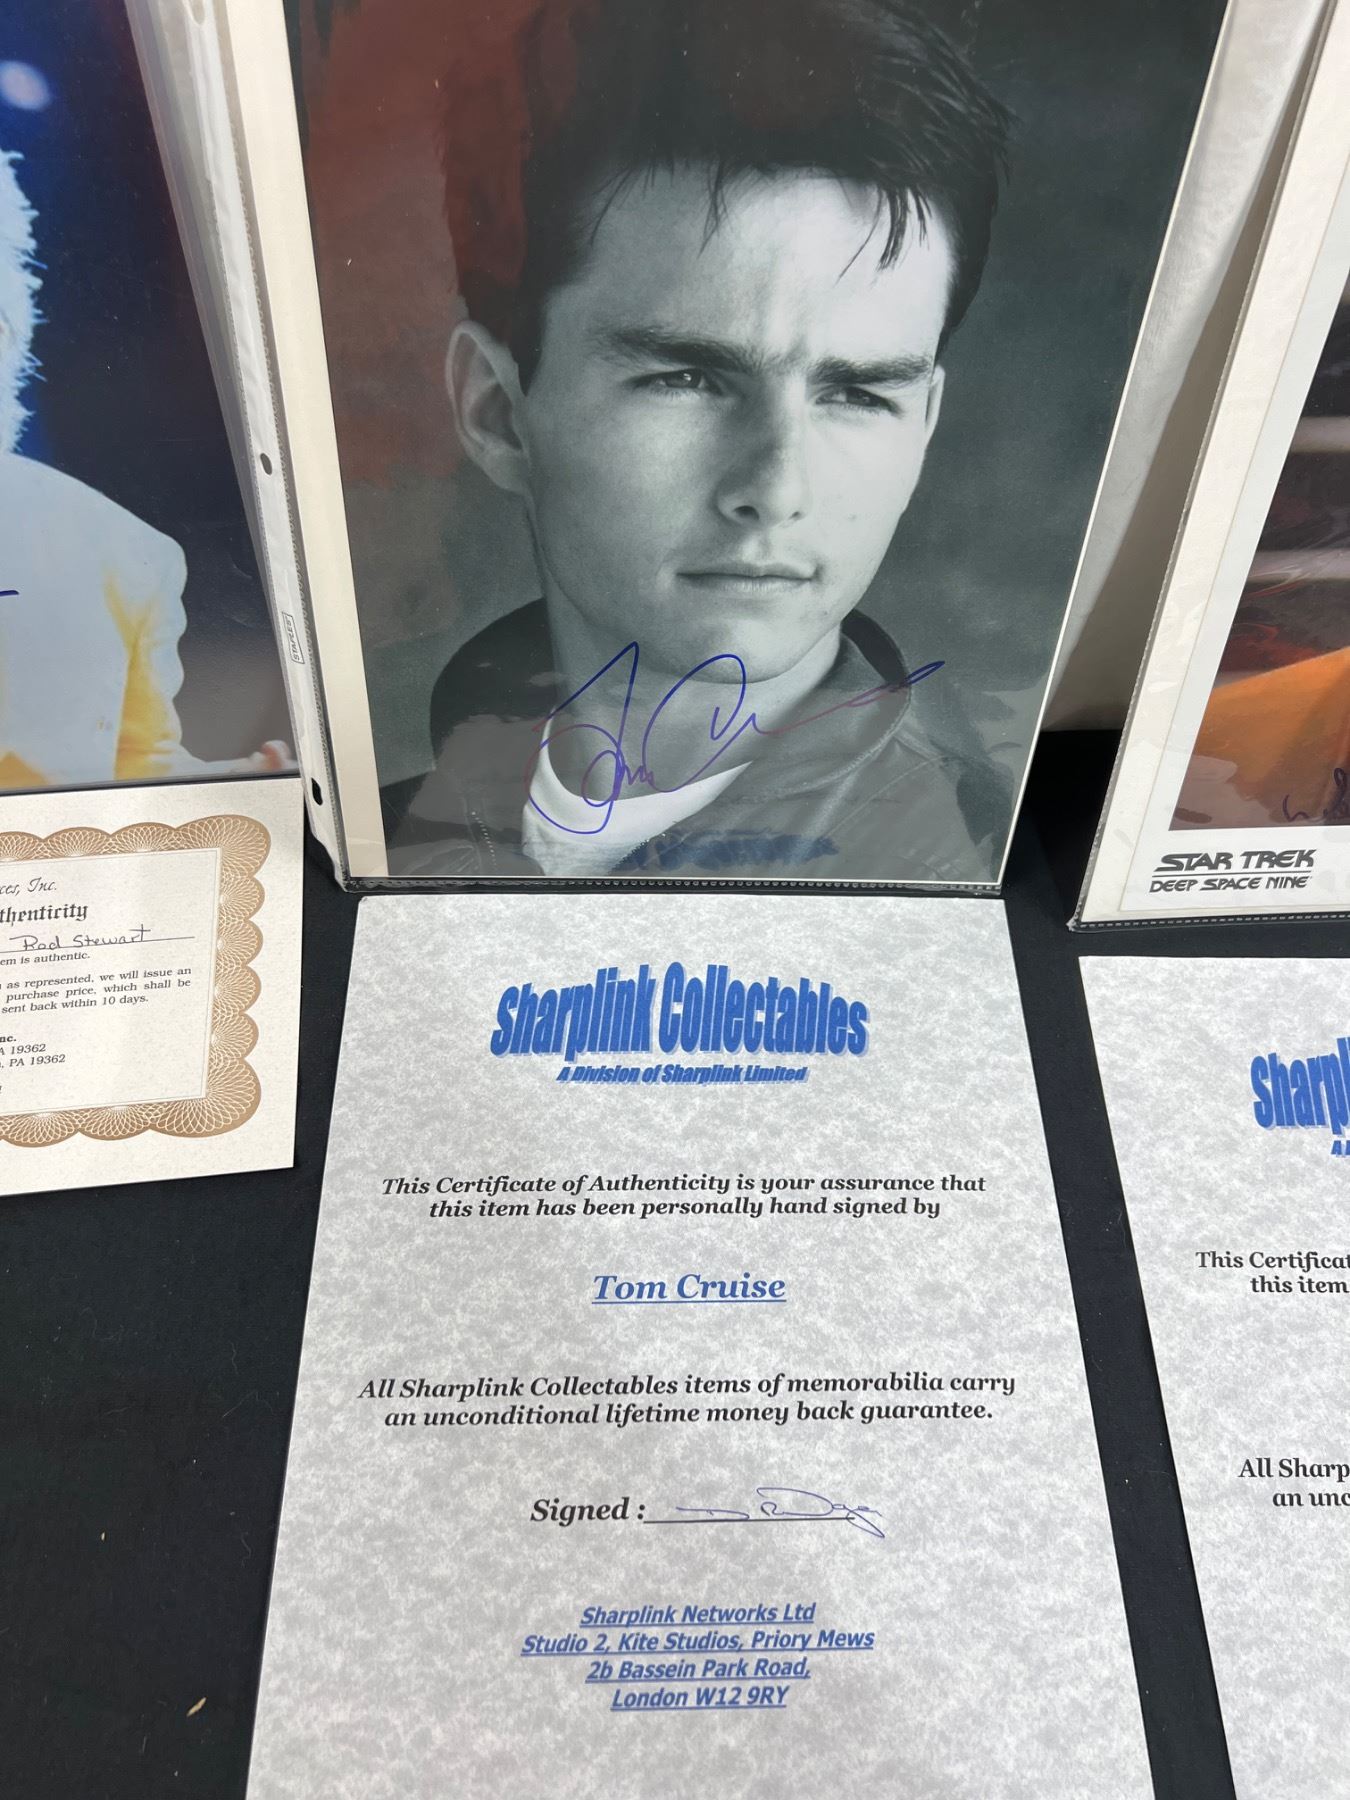 STAPLES
ces, Inc.
thenticity
Rod Stewart
em is authentic.
as represented, we will issue an
purchase price, which shall be
sent back within 10 days.
nc.
A 19362
, PA 19362
STAR TREK
DEEP SPACE NINE
Sharplink Collectables
A Division of Sharplink Limited
This Certificate of Authenticity is your assurance that
this item has been personally hand signed by
Tom Cruise
All Sharplink Collectables items of memorabilia carry
an unconditional lifetime money back guarantee.
Signed :
Sharplink Networks Ltd
Studio 2, Kite Studios, Priory Mews
2b Bassein Park Road,
London W12 9RY
Sharpl
This Certificat
this item
All Sharp
an unc